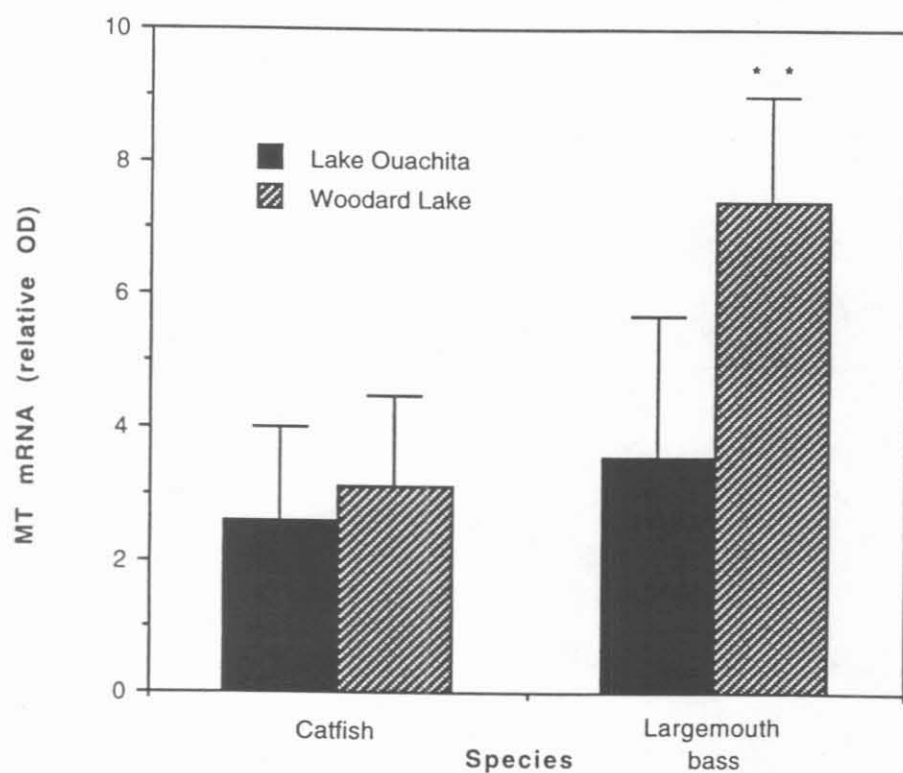 10
8
6
4
2
0
MT mRNA (relative OD)
Lake Ouachita
Woodard Lake
* *
Catfish
Largemouth
bass
Species